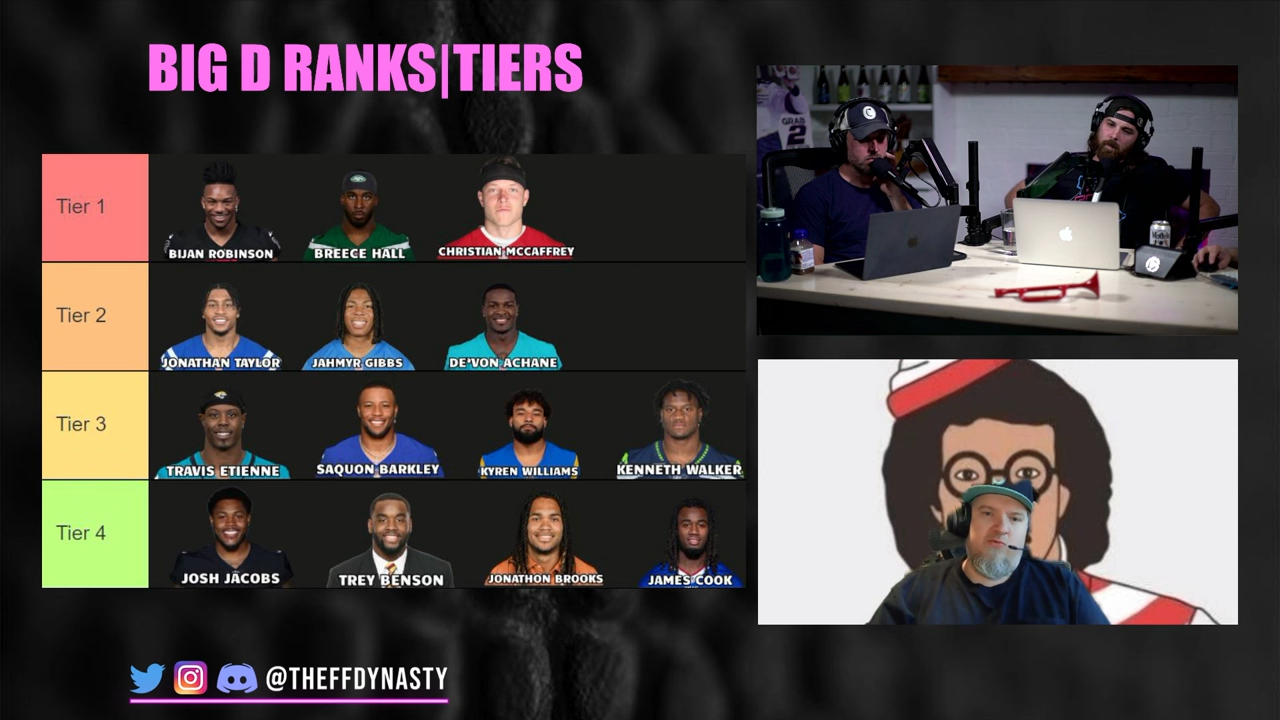 BIG D RANKS|TIERS
Tier 1
BIJAN ROBINSON
BREECE HALL
CHRISTIAN MCCAFFREY
Tier 2
JONATHAN TAYLOR
JAHMYR GIBBS
DE'VON ACHANE
Tier 3
TRAVIS ETIENNE
SAQUON BARKLEY
KYREN WILLIAMS
KENNETH WALKER
Tier 4
JOSH JACOBS
TREY BENSON
JONATHON BROOKS
JAMES COOK
@THEFFDYNASTY
GRAB
2